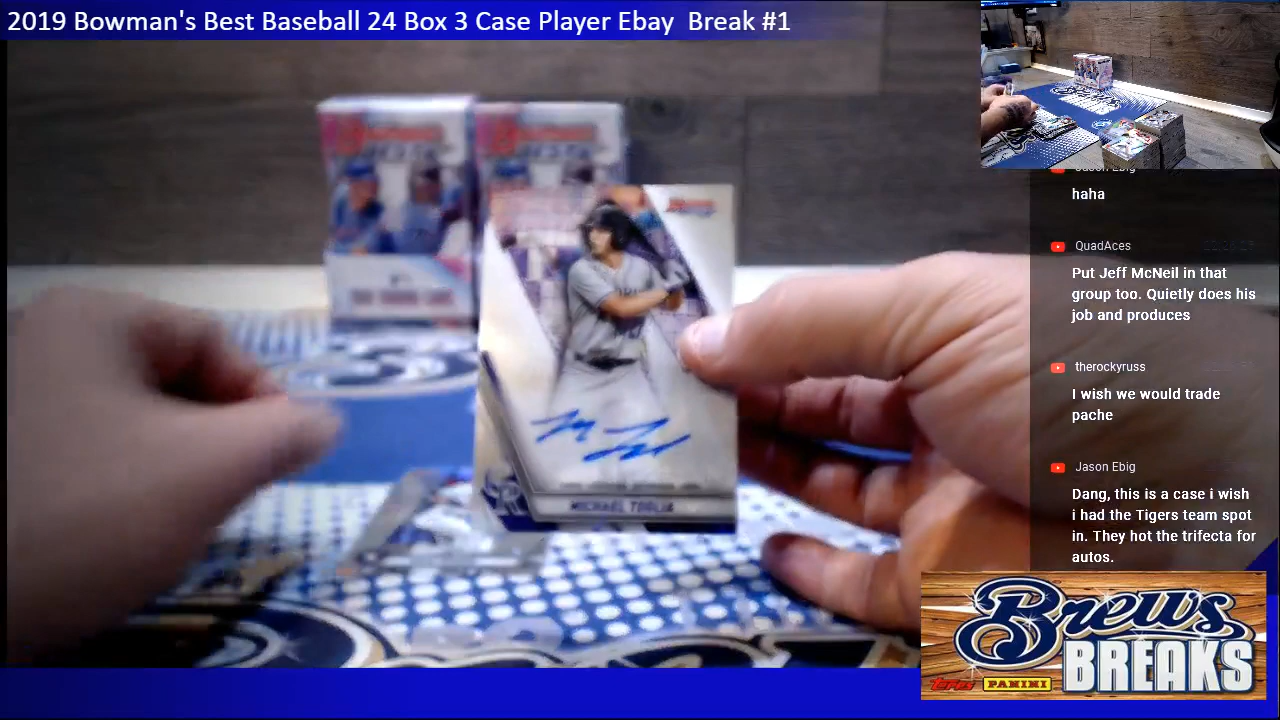 2019 Bowman's Best Baseball 24 Box 3 Case Player Ebay Break #1
Jason Ebig
haha
QuadAces
Put Jeff McNeil in that
group too. Quietly does his
job and produces
therockyruss
I wish we would trade
pache
Jason Ebig
Dang, this is a case i wish
i had the Tigers team spot
in. They hot the trifecta for
autos.
MICHAEL TOGLIA
Brews
BREAKS
Topps PANINI